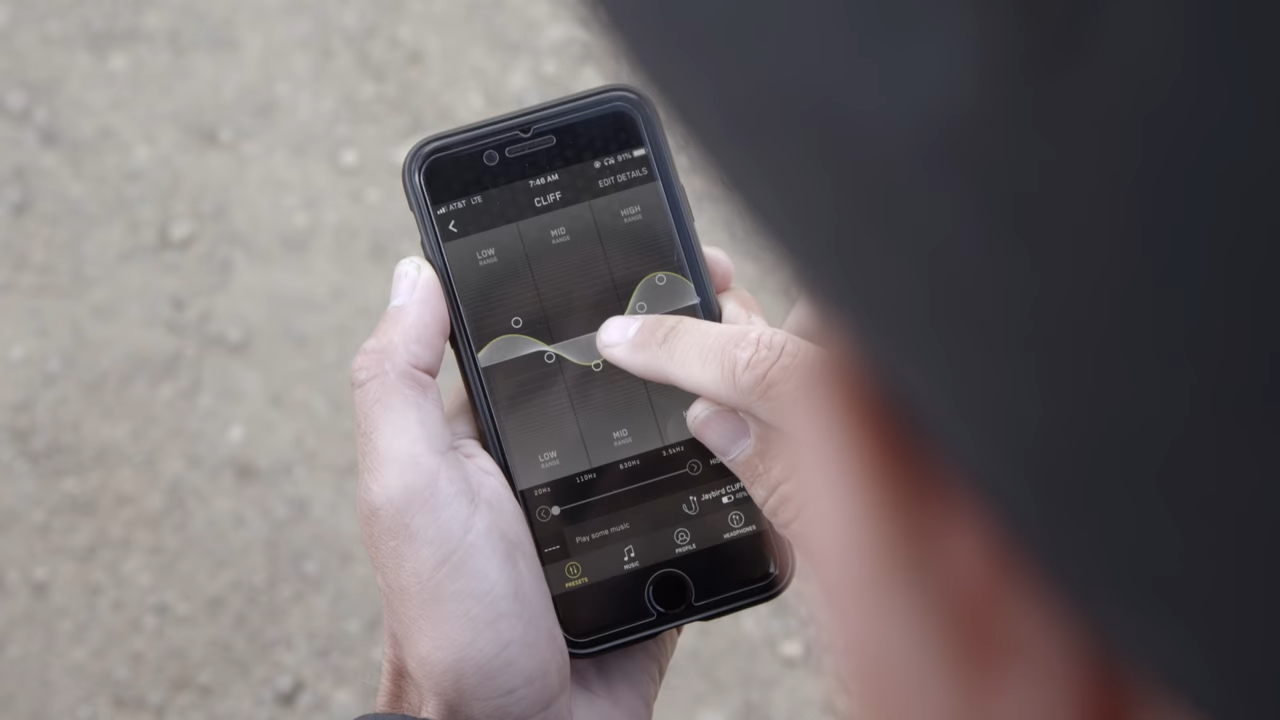 AT&T LTE
7:46 AM
91%
CLIFF
EDIT DETAILS
LOW
RANGE
MID
RANGE
HIGH
RANGE
LOW
RANGE
MID
RANGE
20Hz
110Hz
630Hz
3.5kHz
Jaybird CLIFF
48%
Play some music
PRESETS
MUSIC
PROFILE
HEADPHONES